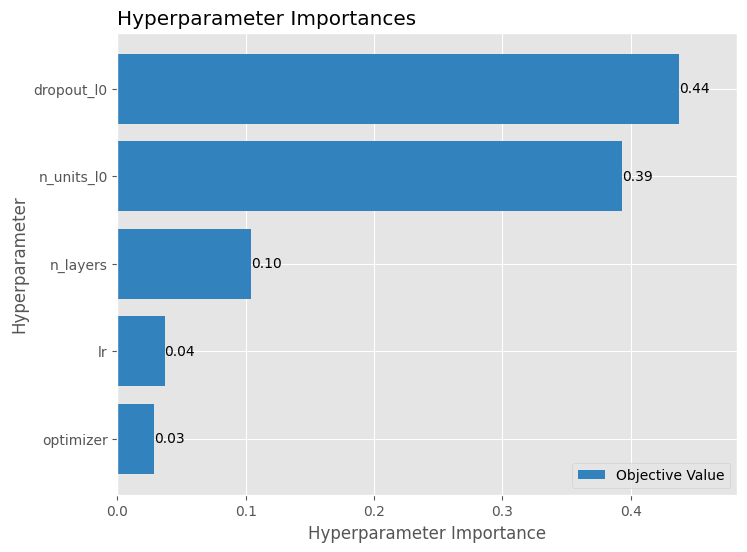 Hyperparameter Importances
Hyperparameter
dropout_l0
0.44
n_units_l0
0.39
n_layers
0.10
lr
0.04
optimizer
0.03
Objective Value
0.0 0.1 0.2 0.3 0.4
Hyperparameter Importance